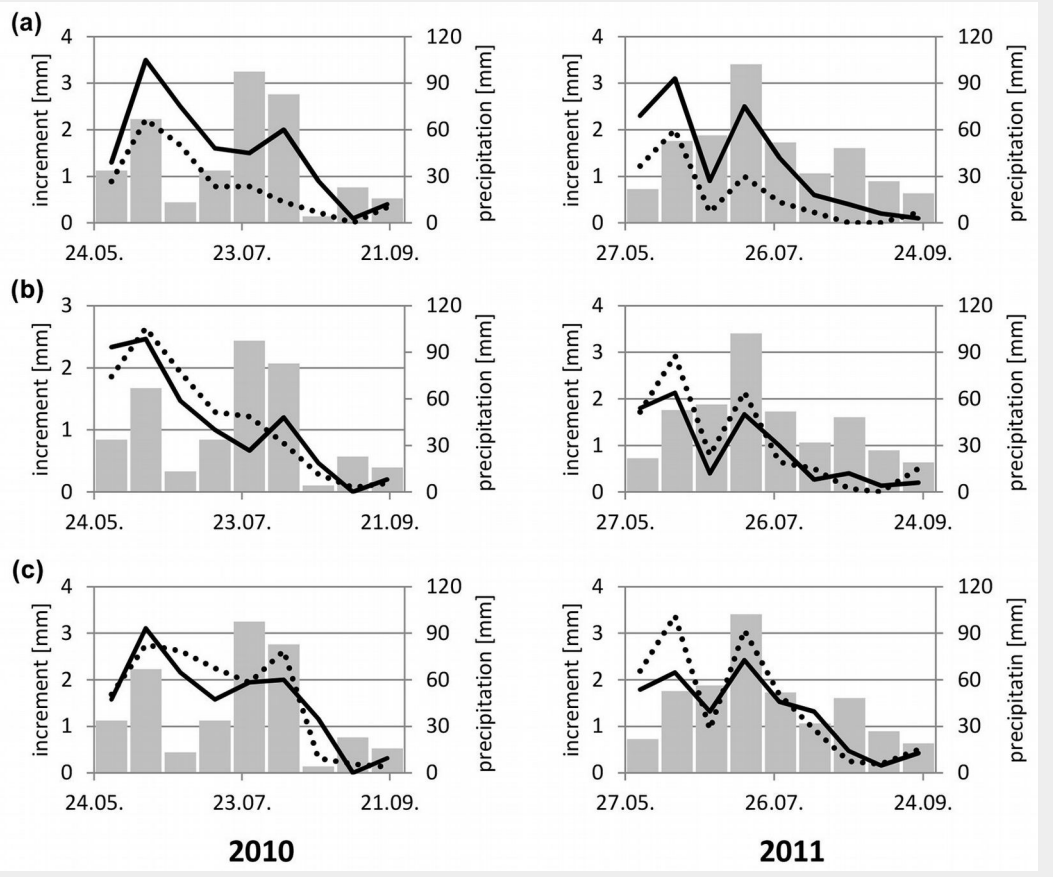 (a)
increment [mm]
4
3
2
1
0
120
90
60
30
0
precipitation [mm]
24.05. 23.07. 21.09.
increment [mm]
4
3
2
1
0
120
90
60
30
0
precipitation [mm]
27.05. 26.07. 24.09.
(b)
increment [mm]
3
2
1
0
120
90
60
30
0
precipitation [mm]
24.05. 23.07. 21.09.
increment [mm]
4
3
2
1
0
120
90
60
30
0
precipitation [mm]
27.05. 26.07. 24.09.
(c)
increment [mm]
4
3
2
1
0
120
90
60
30
0
precipitation [mm]
24.05. 23.07. 21.09.
increment [mm]
4
3
2
1
0
120
90
60
30
0
precipitatin [mm]
27.05. 26.07. 24.09.
2010 2011